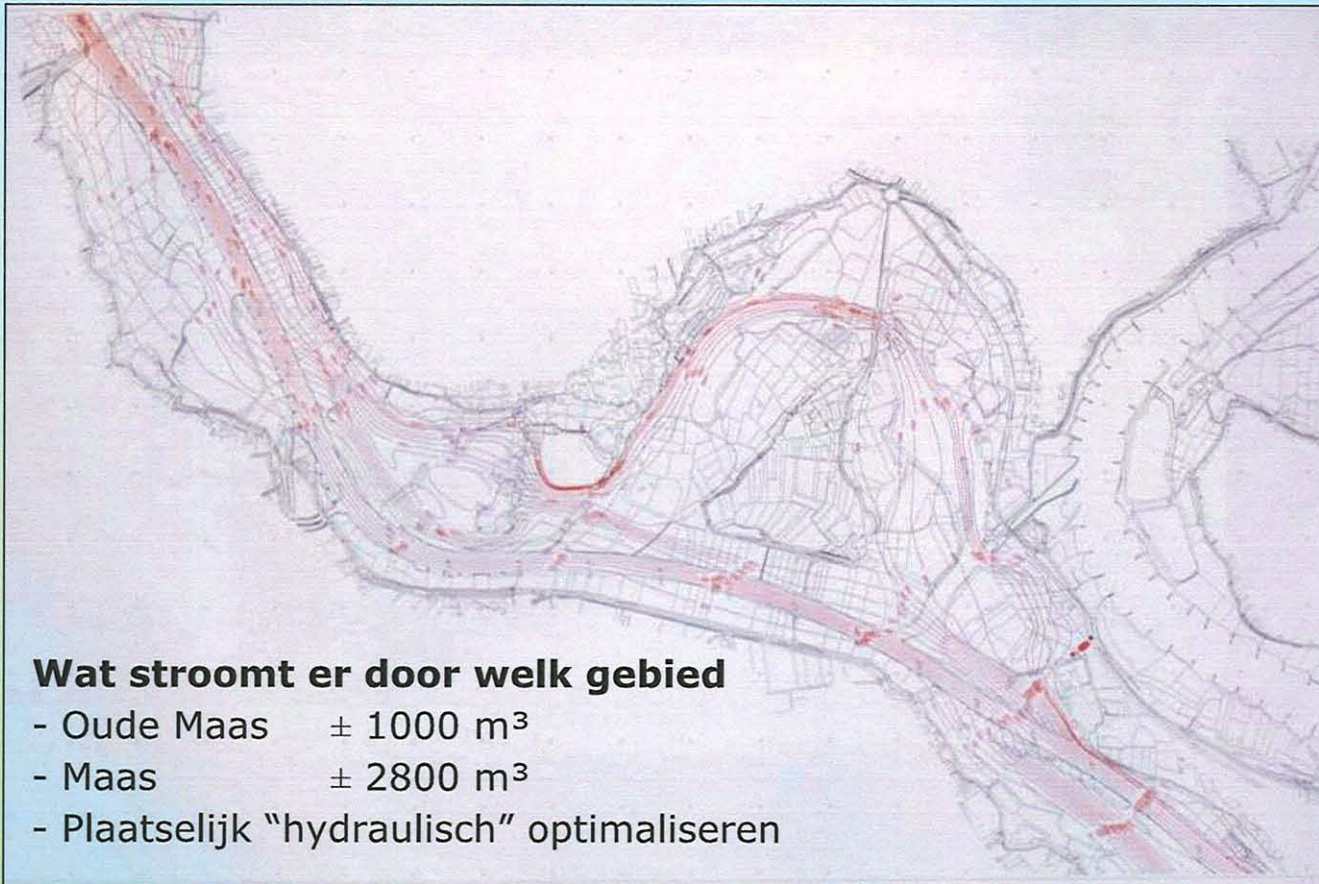 Wat stroomt er door welk gebied
- Oude Maas ± 1000 m³
- Maas ± 2800 m³
- Plaatselijk “hydraulisch” optimaliseren